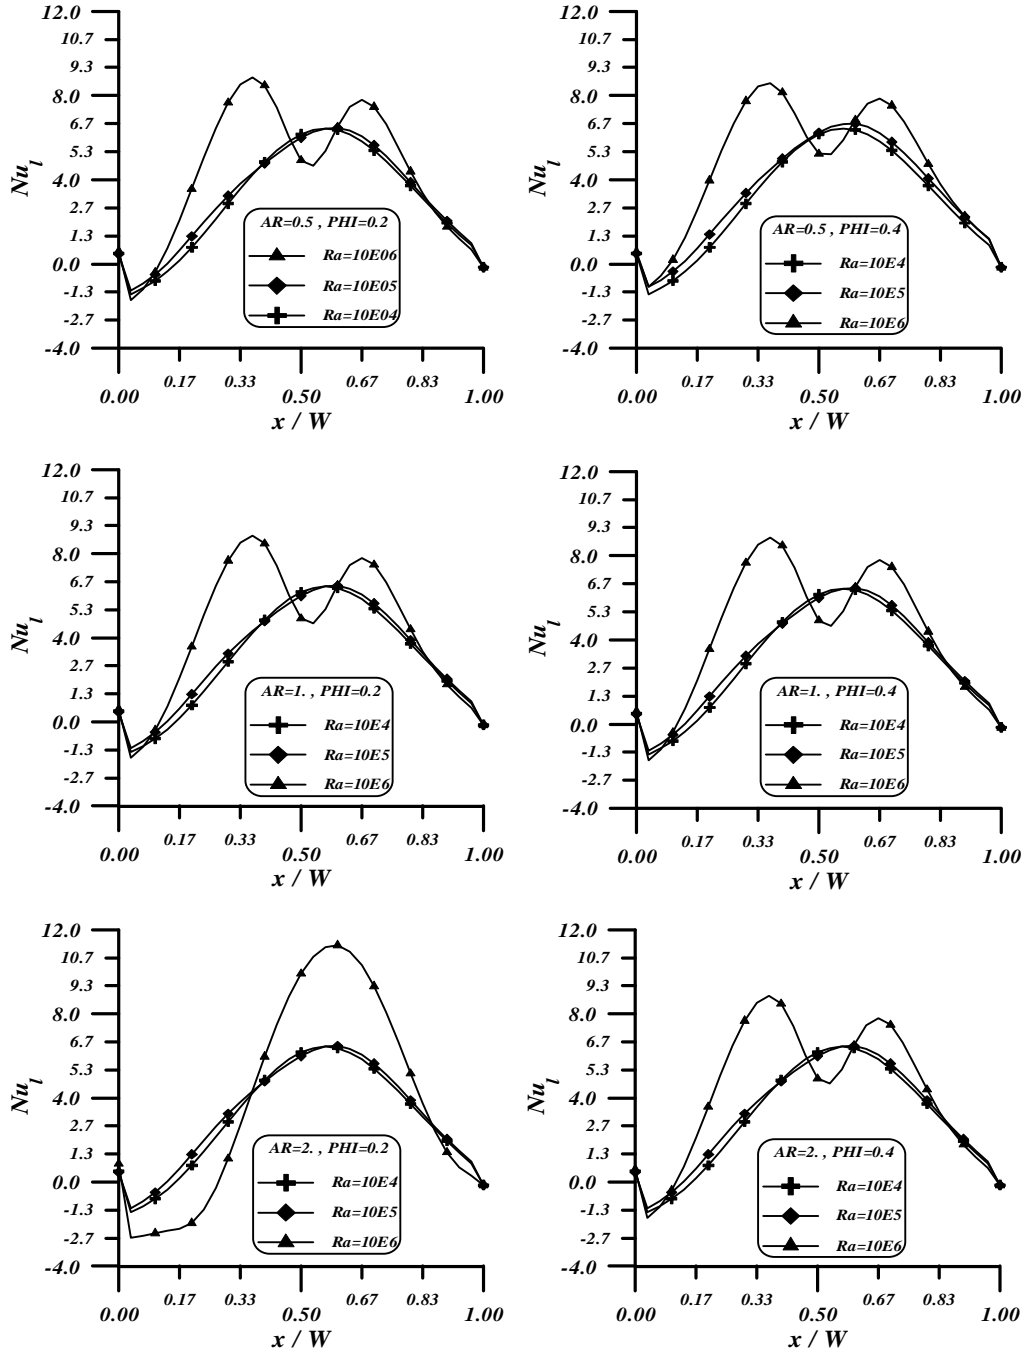 12.0
10.7
9.3
8.0
6.7
5.3
4.0
2.7
1.3
0.0
-1.3
-2.7
-4.0
Nu_l
AR=0.5 , PHI=0.2
Ra=10E06
Ra=10E05
Ra=10E04
0.17 0.33 0.67 0.83
0.00 0.50 1.00
x / W
12.0
10.7
9.3
8.0
6.7
5.3
4.0
2.7
1.3
0.0
-1.3
-2.7
-4.0
Nu_l
AR=0.5 , PHI=0.4
Ra=10E4
Ra=10E5
Ra=10E6
0.17 0.33 0.67 0.83
0.00 0.50 1.00
x / W
12.0
10.7
9.3
8.0
6.7
5.3
4.0
2.7
1.3
0.0
-1.3
-2.7
-4.0
Nu_l
AR=1. , PHI=0.2
Ra=10E4
Ra=10E5
Ra=10E6
0.17 0.33 0.67 0.83
0.00 0.50 1.00
x / W
12.0
10.7
9.3
8.0
6.7
5.3
4.0
2.7
1.3
0.0
-1.3
-2.7
-4.0
Nu_l
AR=1. , PHI=0.4
Ra=10E4
Ra=10E5
Ra=10E6
0.17 0.33 0.67 0.83
0.00 0.50 1.00
x / W
12.0
10.7
9.3
8.0
6.7
5.3
4.0
2.7
1.3
0.0
-1.3
-2.7
-4.0
Nu_l
AR=2. , PHI=0.2
Ra=10E4
Ra=10E5
Ra=10E6
0.17 0.33 0.67 0.83
0.00 0.50 1.00
x / W
12.0
10.7
9.3
8.0
6.7
5.3
4.0
2.7
1.3
0.0
-1.3
-2.7
-4.0
Nu_l
AR=2. , PHI=0.4
Ra=10E4
Ra=10E5
Ra=10E6
0.17 0.33 0.67 0.83
0.00 0.50 1.00
x / W